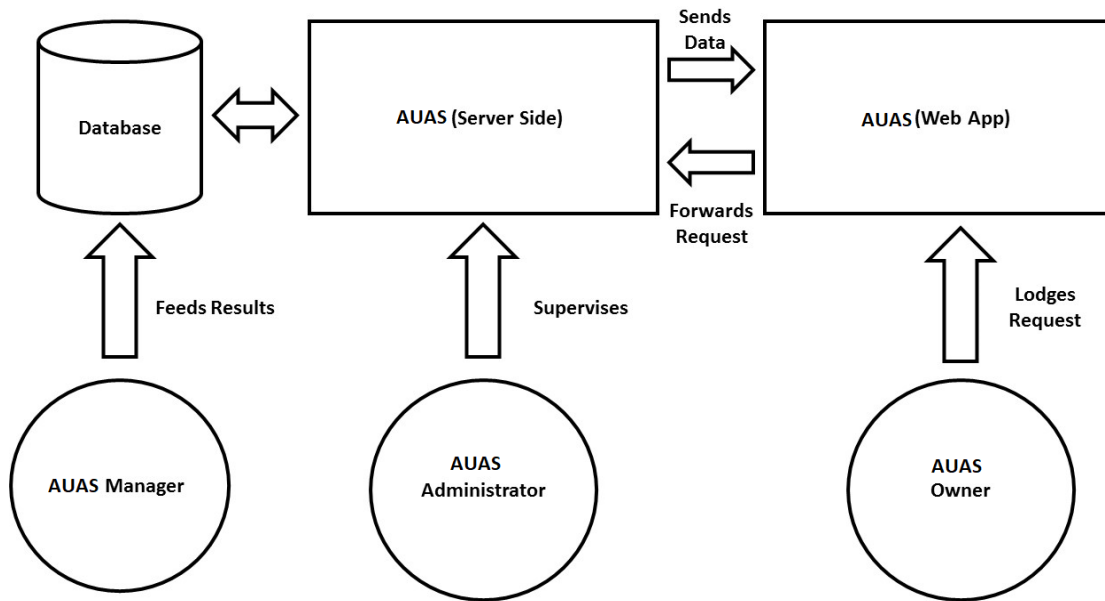 Sends
Data
Database
AUAS (Server Side)
AUAS (Web App)
Forwards
Request
Feeds Results
Supervises
Lodges
Request
AUAS Manager
AUAS
Administrator
AUAS
Owner